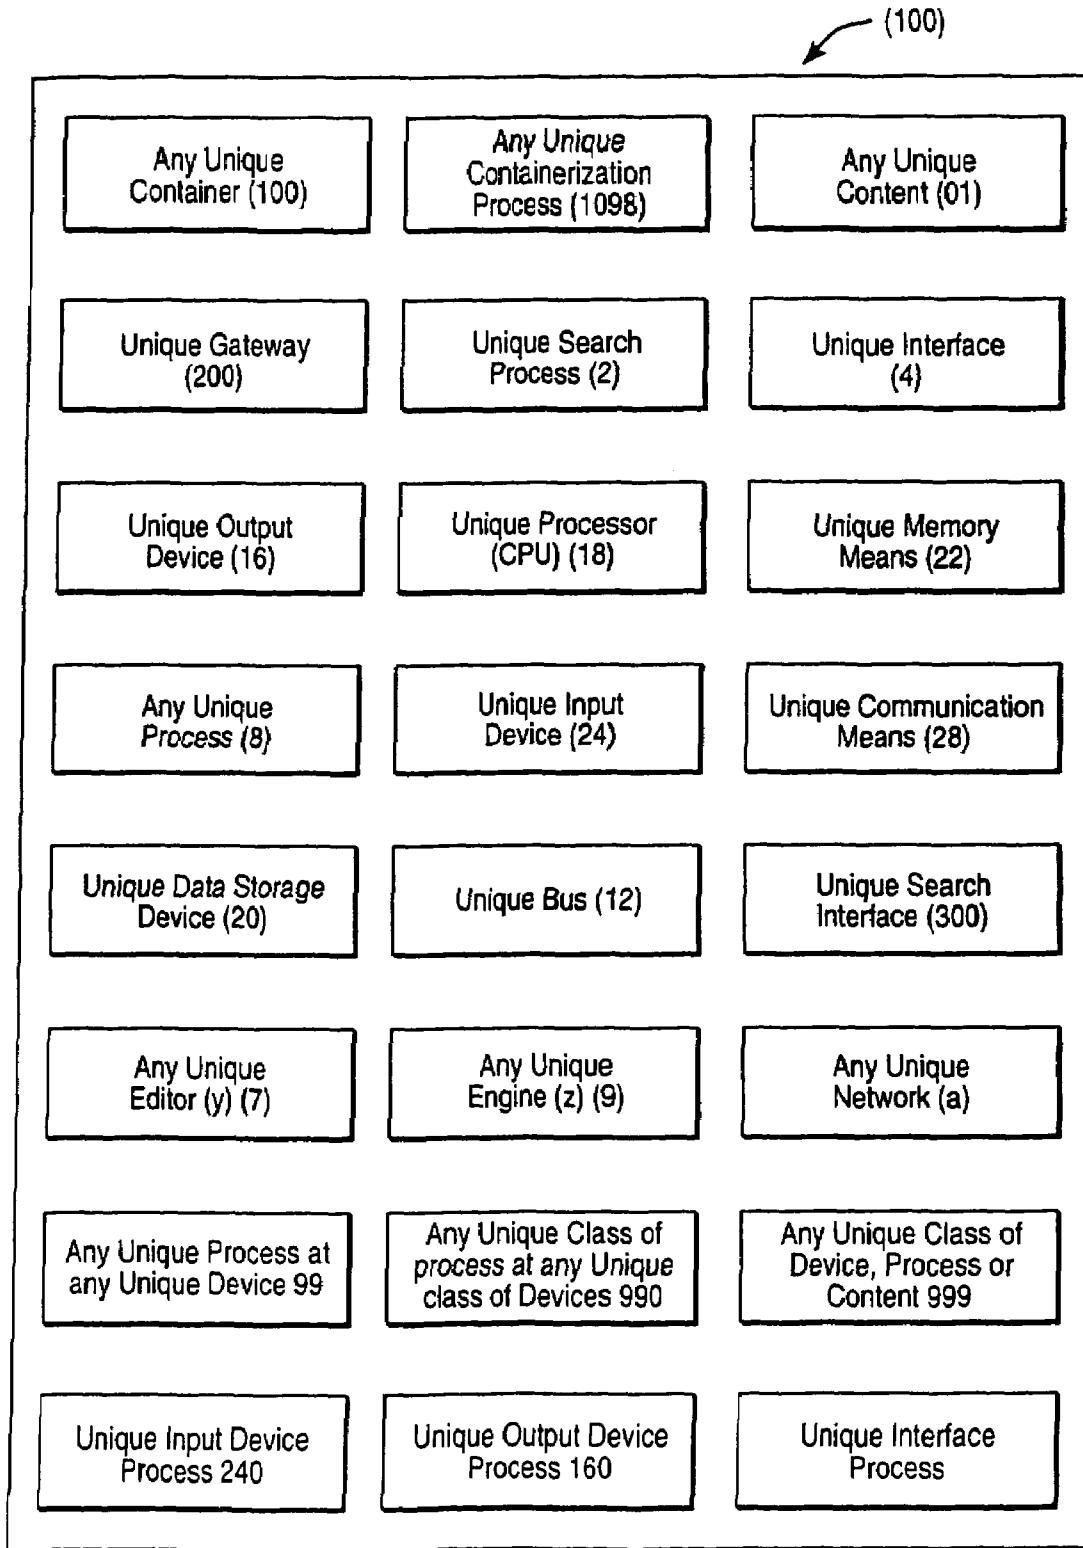 (100)
Any Unique
Container (100)
Any Unique
Containerization
Process (1098)
Any Unique
Content (01)
Unique Gateway
(200)
Unique Search
Process (2)
Unique Interface
(4)
Unique Output
Device (16)
Unique Processor
(CPU) (18)
Unique Memory
Means (22)
Any Unique
Process (8)
Unique Input
Device (24)
Unique Communication
Means (28)
Unique Data Storage
Device (20)
Unique Bus (12)
Unique Search
Interface (300)
Any Unique
Editor (y) (7)
Any Unique
Engine (z) (9)
Any Unique
Network (a)
Any Unique Process at
any Unique Device 99
Any Unique Class of
process at any Unique
class of Devices 990
Any Unique Class of
Device, Process or
Content 999
Unique Input Device
Process 240
Unique Output Device
Process 160
Unique Interface
Process